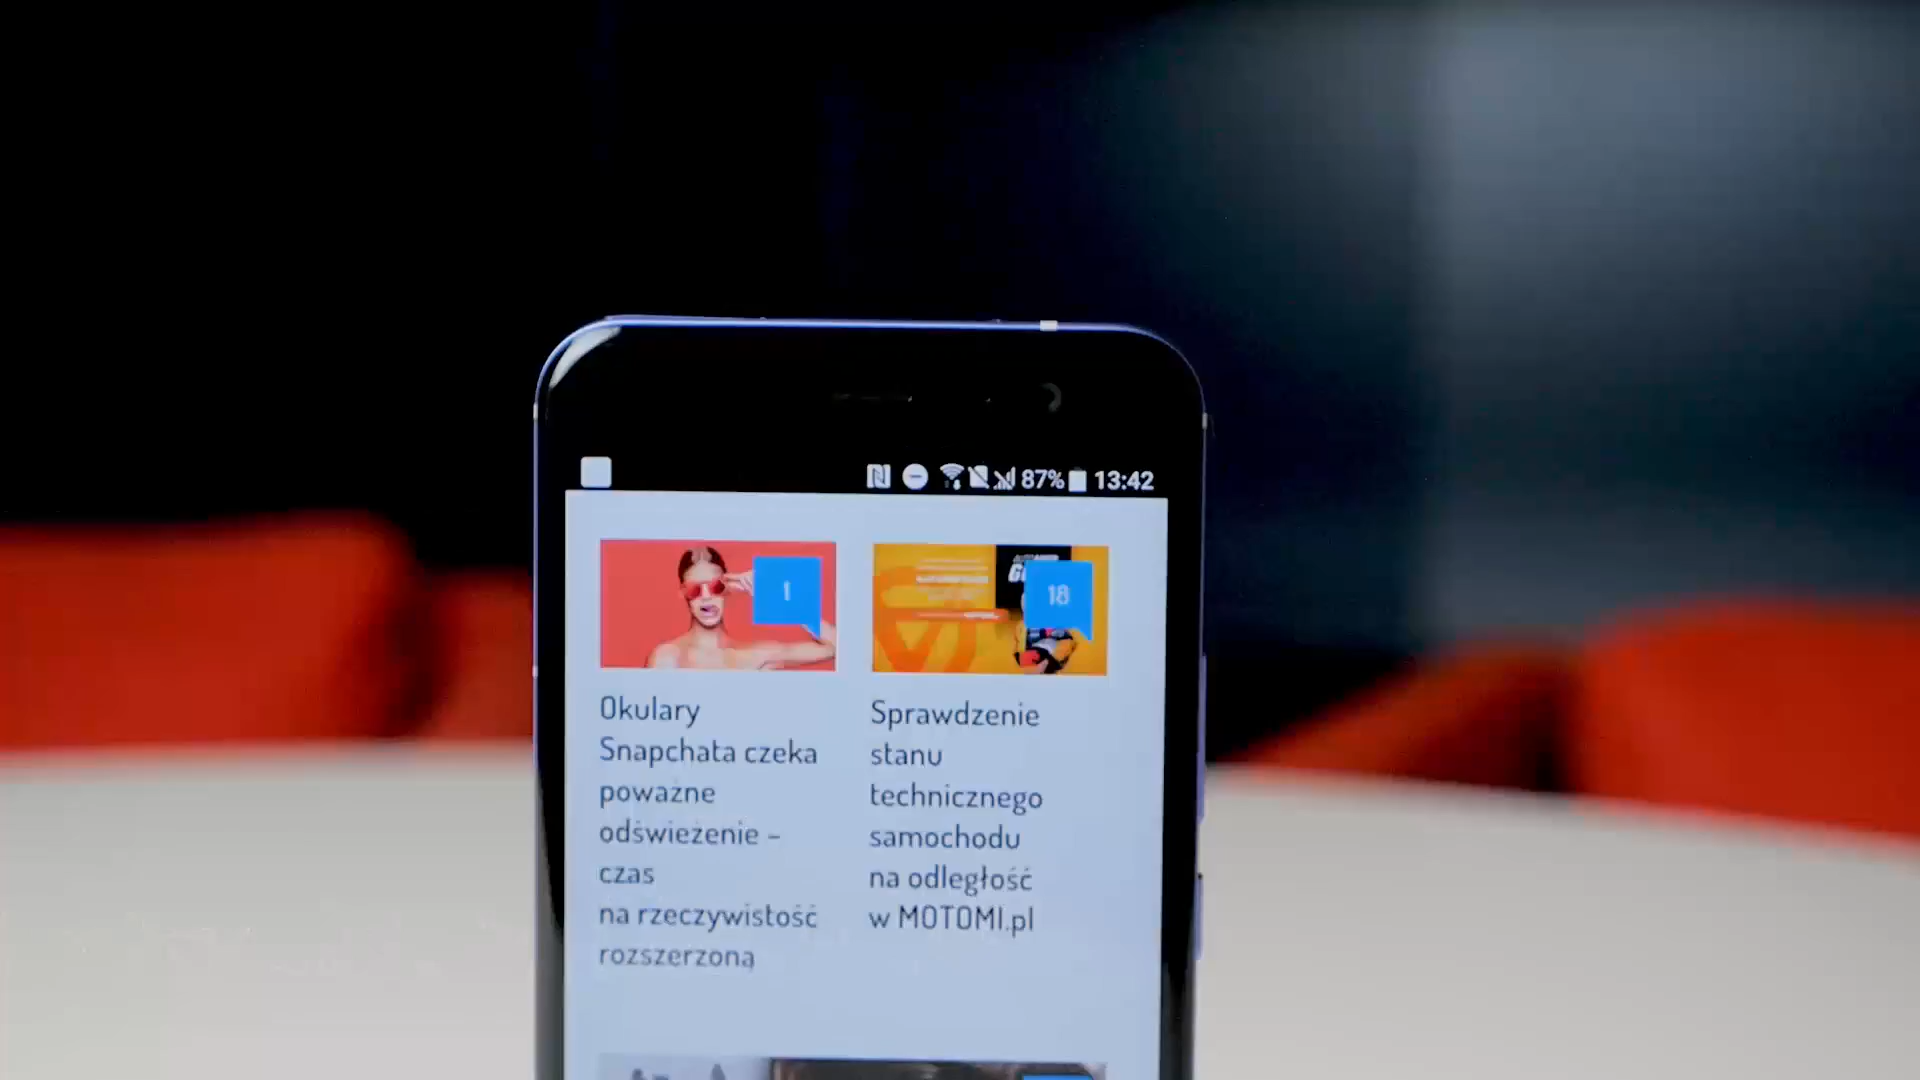 87% 13:42
1
18
Okulary
Snapchata czeka
poważne
odświeżenie –
czas
na rzeczywistość
rozszerzoną
Sprawdzenie
stanu
technicznego
samochodu
na odległość
w MOTOMI.pl